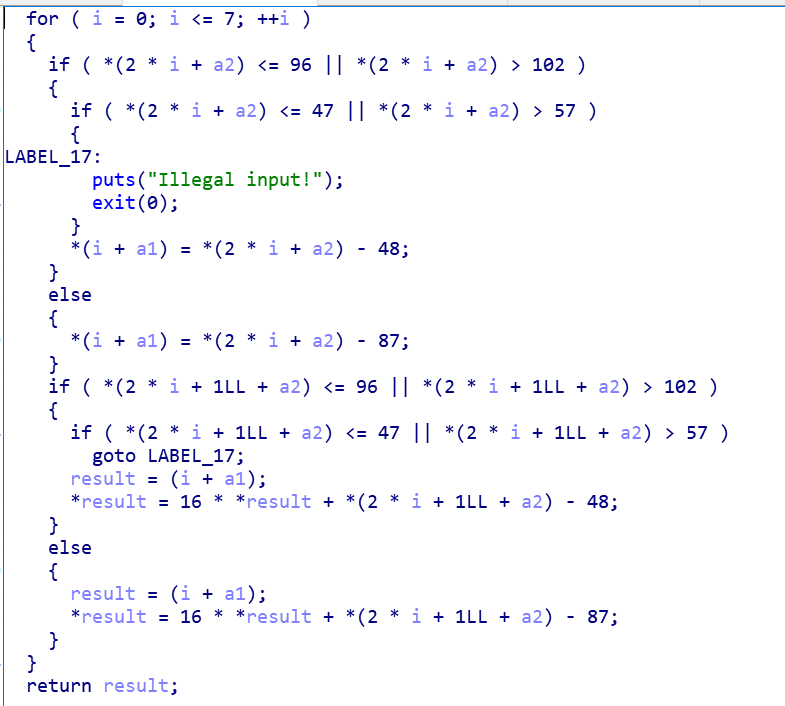 for ( i = 0; i <= 7; ++i )
{
if ( *(2 * i + a2) <= 96 || *(2 * i + a2) > 102 )
{
if ( *(2 * i + a2) <= 47 || *(2 * i + a2) > 57 )
{
LABEL_17:
puts("Illegal input!");
exit(0);
}
*(i + a1) = *(2 * i + a2) - 48;
}
else
{
*(i + a1) = *(2 * i + a2) - 87;
}
if ( *(2 * i + 1LL + a2) <= 96 || *(2 * i + 1LL + a2) > 102 )
{
if ( *(2 * i + 1LL + a2) <= 47 || *(2 * i + 1LL + a2) > 57 )
goto LABEL_17;
result = (i + a1);
*result = 16 * *result + *(2 * i + 1LL + a2) - 48;
}
else
{
result = (i + a1);
*result = 16 * *result + *(2 * i + 1LL + a2) - 87;
}
}
return result;